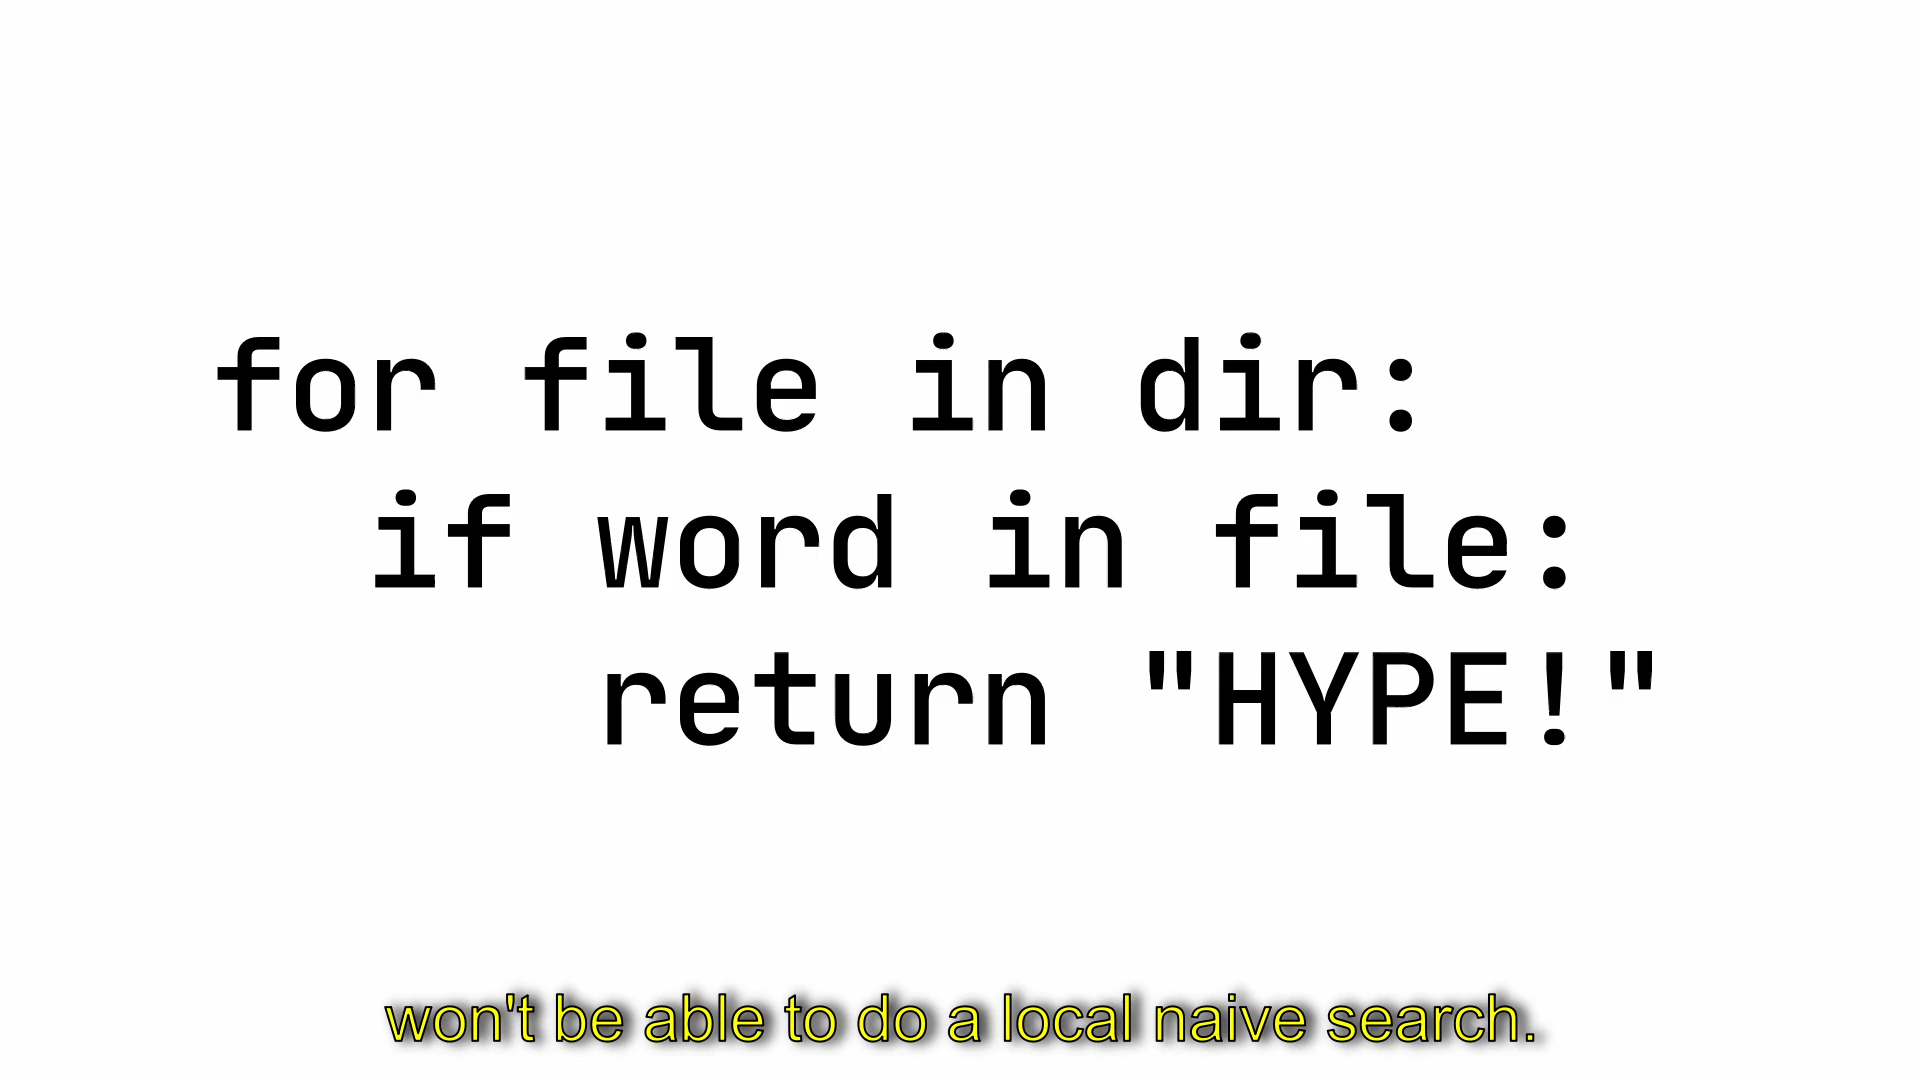 for file in dir:
if word in file:
return "HYPE!"
won't be able to do a local naive search.